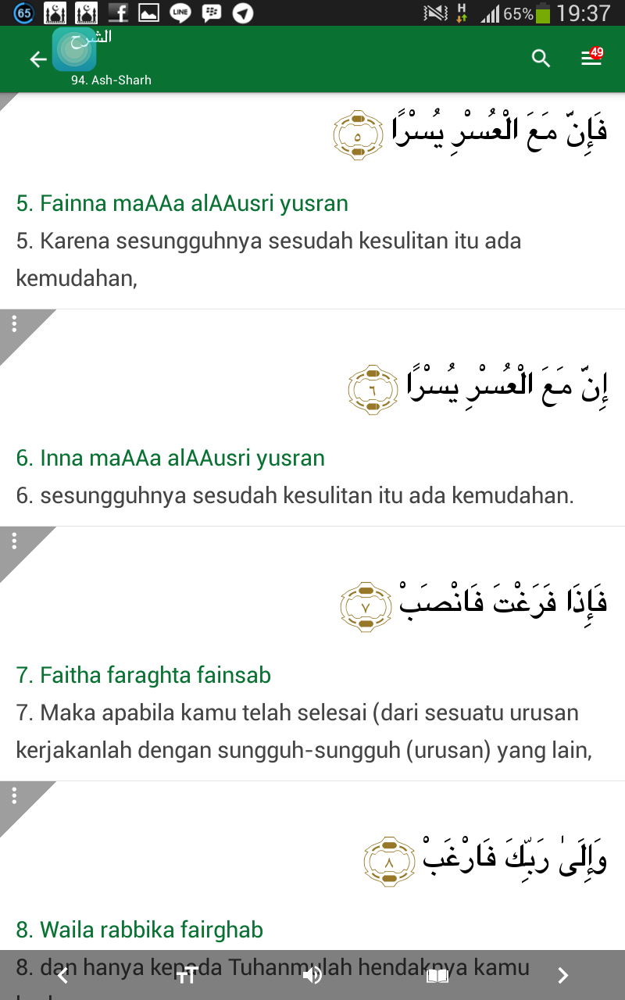 65 LINE 65% 19:37
H
الشرح
49
94. Ash-Sharh
فَإِنَّ مَعَ الْعُسْرِ يُسْرًا ٥
5. Fainna maAAa alAAusri yusran
5. Karena sesungguhnya sesudah kesulitan itu ada
kemudahan,
إِنَّ مَعَ الْعُسْرِ يُسْرًا ٦
6. Inna maAAa alAAusri yusran
6. sesungguhnya sesudah kesulitan itu ada kemudahan.
فَإِذَا فَرَغْتَ فَانْصَبْ ٧
7. Faitha faraghta fainsab
7. Maka apabila kamu telah selesai (dari sesuatu urusan
kerjakanlah dengan sungguh-sungguh (urusan) yang lain,
وَإِلَىٰ رَبِّكَ فَارْغَبْ ٨
8. Waila rabbika fairghab
8. dan hanya kepada Tuhanmulah hendaknya kamu